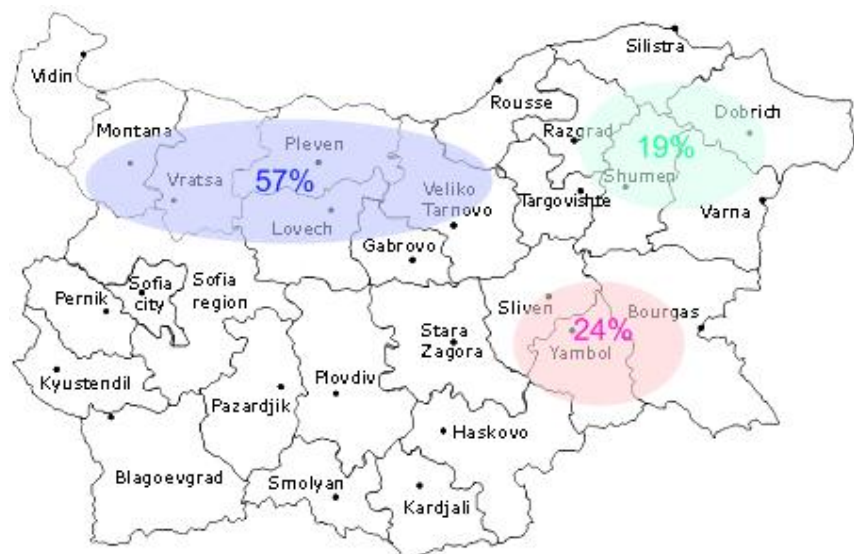 Silistra
Vidin
Rousse
Dobrich
Montana
Razgrad
Pleven
19%
Vratsa
57%
Shumen
Veliko
Tarnovo
Targovishte
Varna
Lovech
Gabrovo
Sofia
city
Sofia
region
Pernik
Sliven
Bourgas
Stara
Zagora
24%
Yambol
Kyustendil
Plovdiv
Pazardjik
Haskovo
Blagoevgrad
Smolyan
Kardjali